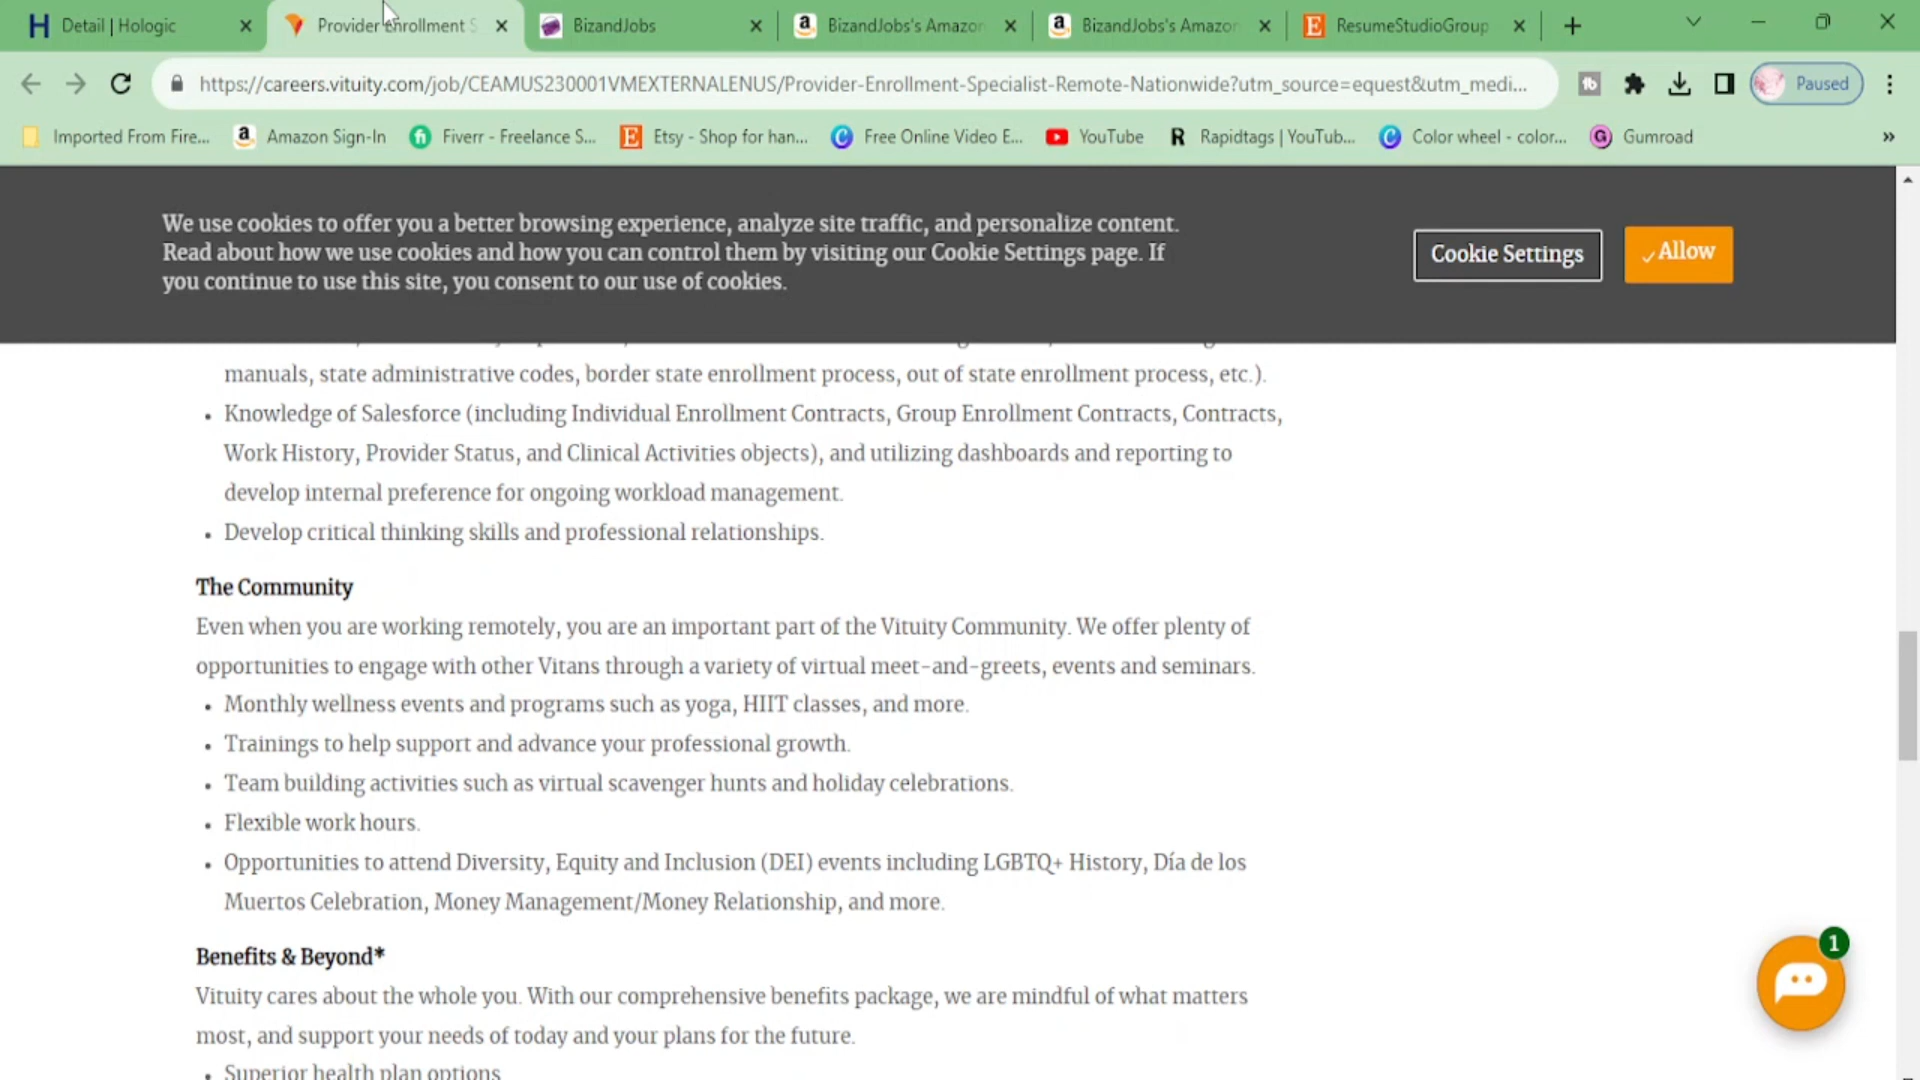 Detail | Hologic
Provider Enrollment S
BizandJobs
BizandJobs's Amazon
BizandJobs's Amazon
ResumeStudioGroup
https://careers.vituity.com/job/CEAMUS230001VMEXTERNALENUS/Provider-Enrollment-Specialist-Remote-Nationwide?utm_source=equest&utm_medi...
Paused
Imported From Fire...
Amazon Sign-In
Fiverr - Freelance S...
Etsy - Shop for han...
Free Online Video E...
YouTube
Rapidtags | YouTub...
Color wheel - color...
Gumroad
»
We use cookies to offer you a better browsing experience, analyze site traffic, and personalize content.
Read about how we use cookies and how you can control them by visiting our Cookie Settings page. If
you continue to use this site, you consent to our use of cookies.
Cookie Settings
✓Allow
manuals, state administrative codes, border state enrollment process, out of state enrollment process, etc.).
• Knowledge of Salesforce (including Individual Enrollment Contracts, Group Enrollment Contracts, Contracts,
Work History, Provider Status, and Clinical Activities objects), and utilizing dashboards and reporting to
develop internal preference for ongoing workload management.
• Develop critical thinking skills and professional relationships.
The Community
Even when you are working remotely, you are an important part of the Vituity Community. We offer plenty of
opportunities to engage with other Vitans through a variety of virtual meet-and-greets, events and seminars.
• Monthly wellness events and programs such as yoga, HIIT classes, and more.
• Trainings to help support and advance your professional growth.
• Team building activities such as virtual scavenger hunts and holiday celebrations.
• Flexible work hours.
• Opportunities to attend Diversity, Equity and Inclusion (DEI) events including LGBTQ+ History, Día de los
Muertos Celebration, Money Management/Money Relationship, and more.
Benefits & Beyond*
Vituity cares about the whole you. With our comprehensive benefits package, we are mindful of what matters
most, and support your needs of today and your plans for the future.
• Superior health plan options
1